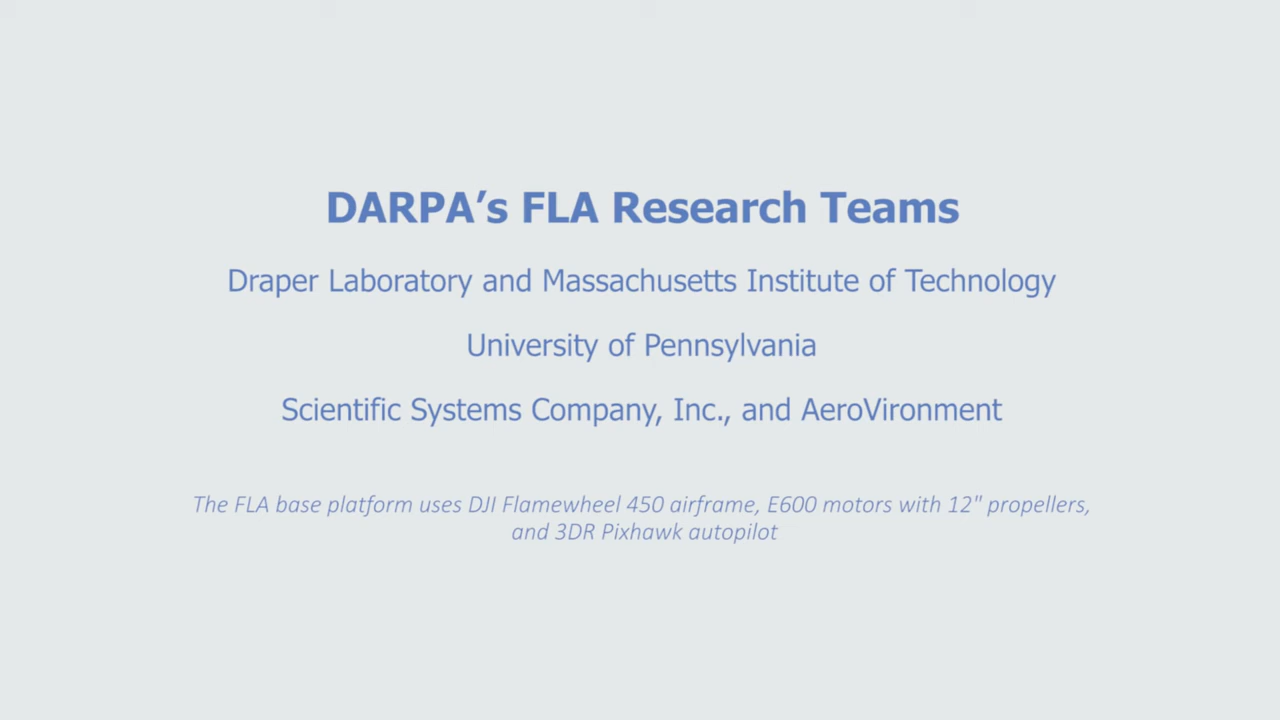 DARPA’s FLA Research Teams
Draper Laboratory and Massachusetts Institute of Technology
University of Pennsylvania
Scientific Systems Company, Inc., and AeroVironment
The FLA base platform uses DJI Flamewheel 450 airframe, E600 motors with 12" propellers,
and 3DR Pixhawk autopilot